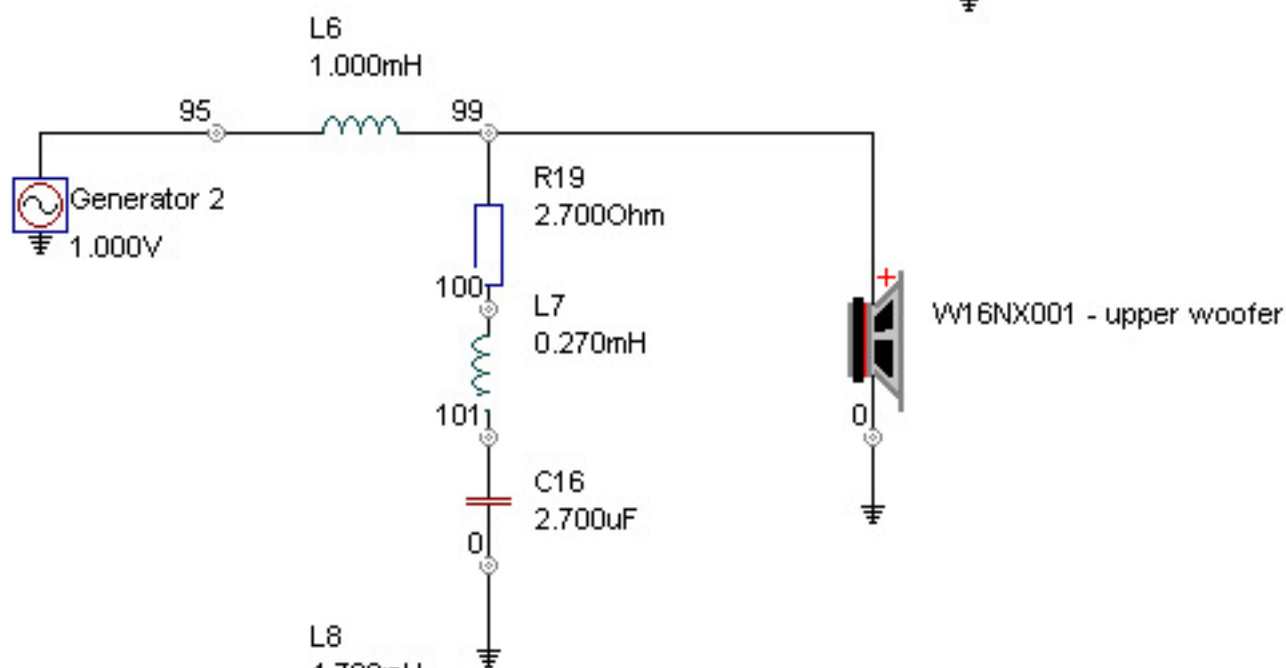 L6
1.000mH
95
99
Generator 2
1.000V
R19
2.700Ohm
100
L7
0.270mH
+
W16NX001 - upper woofer
101
0
C16
2.700uF
0
L8